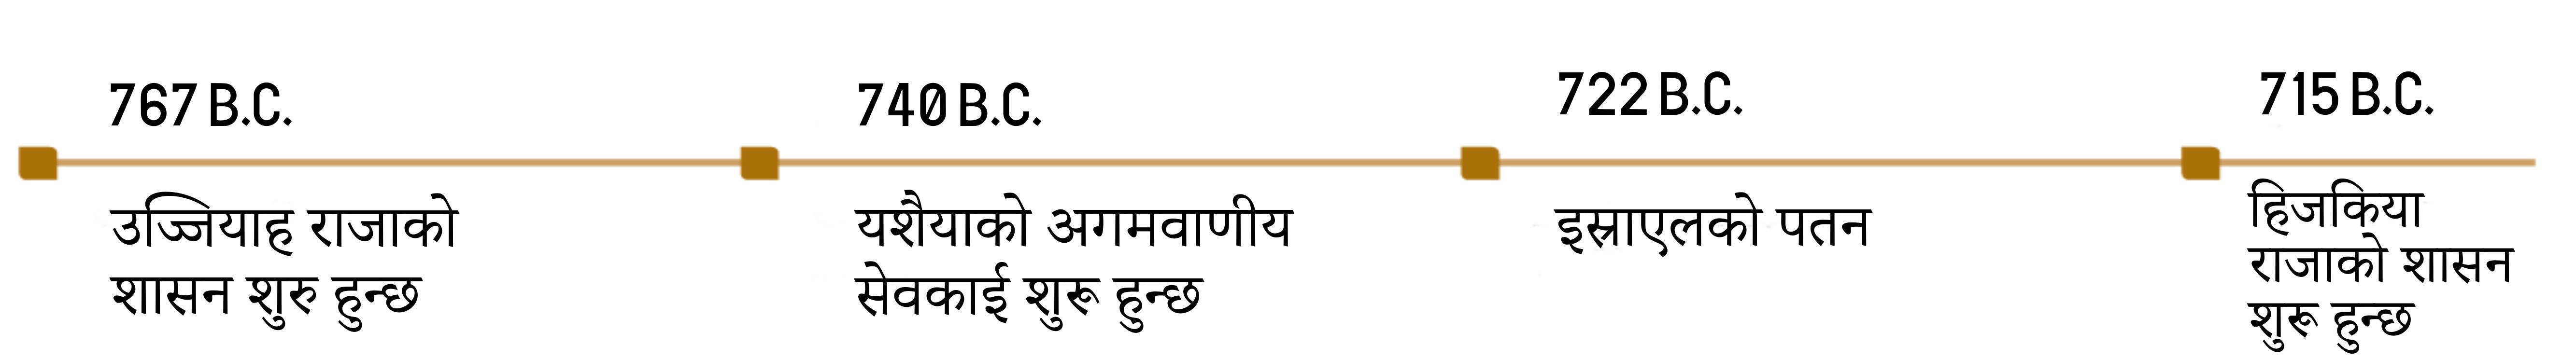 767 B.C.
उज्जियाह राजाको
शासन शुरु हुन्छ
740 B.C.
यशैयाको अगमवाणीय
सेवकाई शुरू हुन्छ
722 B.C.
इस्राएलको पतन
715 B.C.
हिजकिया
राजाको शासन
शुरू हुन्छ